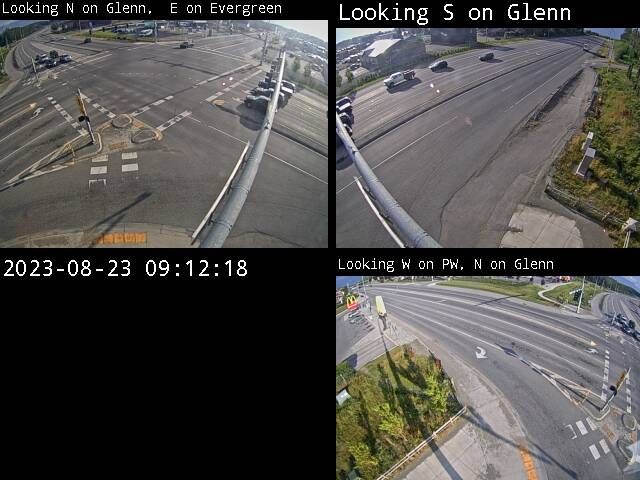 Looking N on Glenn,  E on Evergreen
Looking S on Glenn
2023-08-23 09:12:18
Looking W on PW, N on Glenn